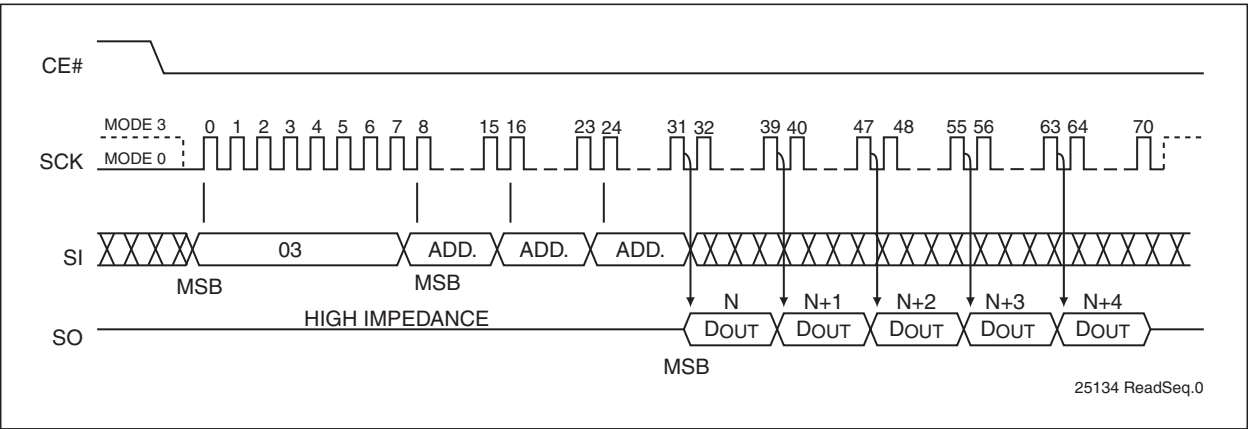 CE#
MODE 3
0 1 2 3 4 5 6 7 8 15 16 23 24 31 32 39 40 47 48 55 56 63 64 70
SCK
MODE 0
SI
03 ADD. ADD. ADD.
MSB MSB
N N+1 N+2 N+3 N+4
HIGH IMPEDANCE
SO
DOUT DOUT DOUT DOUT DOUT
MSB
25134 ReadSeq.0